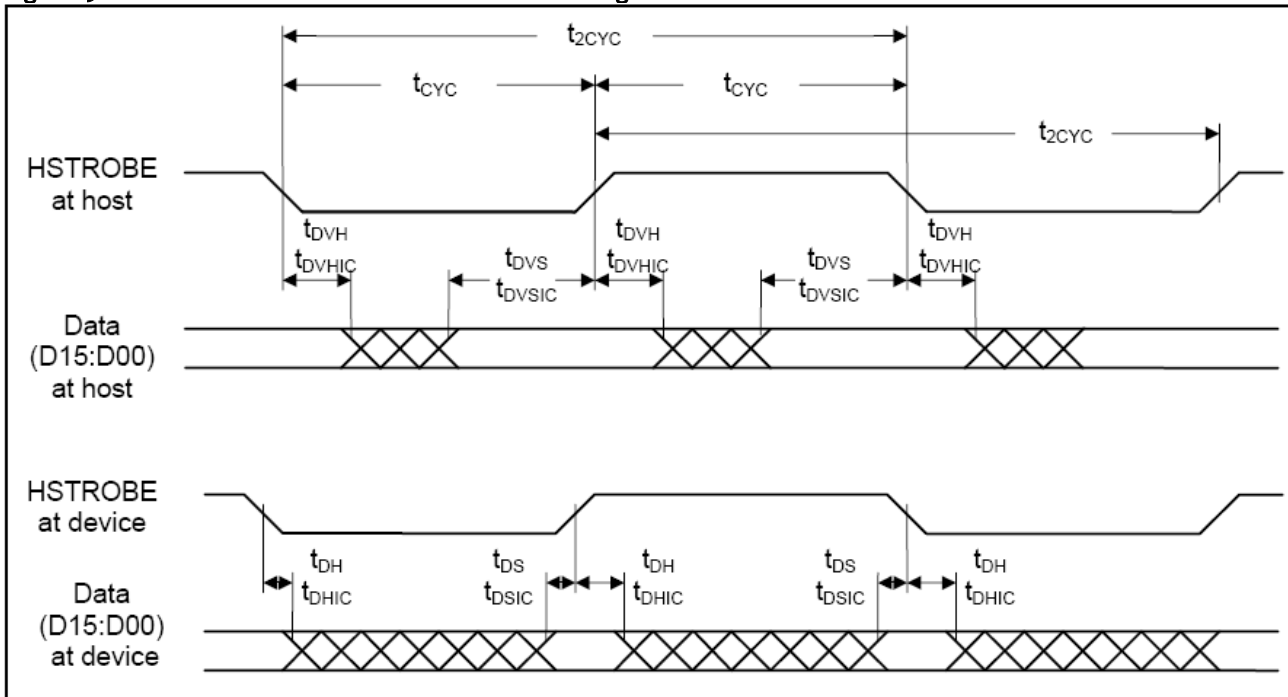 t2CYC
tCYC tCYC
t2CYC
HSTROBE
at host
tDVH tDVH tDVH
tDVHIC tDVS tDVHIC tDVS tDVHIC
tDVSIC tDVSIC
Data
(D15:D00)
at host
HSTROBE
at device
tDH tDS tDH tDS tDH
tDHIC tDSIC tDHIC tDSIC tDHIC
Data
(D15:D00)
at device